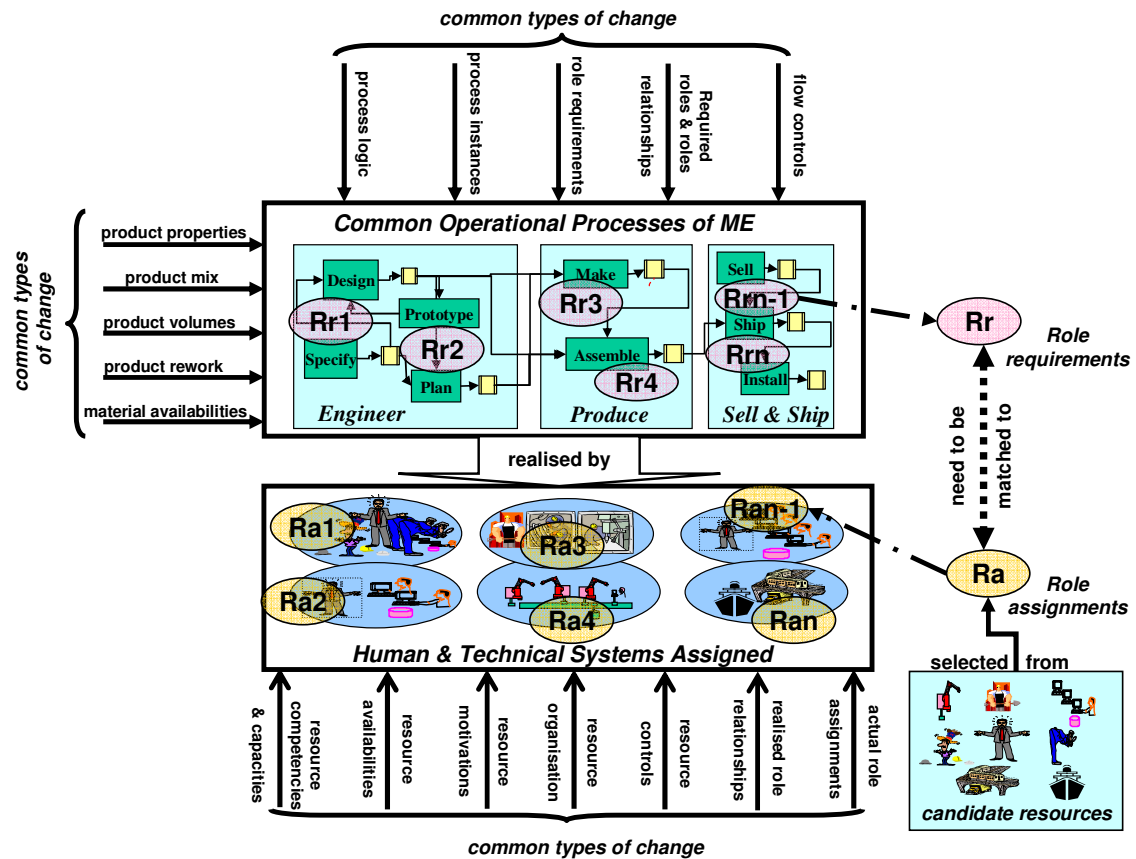 common types of change
process logic
process instances
role requirements
Required
roles & roles
relationships
flow controls
common types
of change
product properties
product mix
product volumes
product rework
material availabilities
Common Operational Processes of ME
Design
Rr1
Specify
Prototype
Rr2
Plan
Engineer
Make
Rr3
Assemble
Rr4
Produce
Sell
Rrn-1
Ship
Rrn
Install
Sell & Ship
Rr
Role
requirements
need to be
matched to
realised by
Ra1
Ra2
Ra3
Ra4
Ran-1
Ran
Human & Technical Systems Assigned
Ra
Role
assignments
selected from
candidate resources
resource
competencies
& capacities
resource
availabilities
resource
motivations
resource
organisation
resource
controls
realised role
relationships
actual role
assignments
common types of change